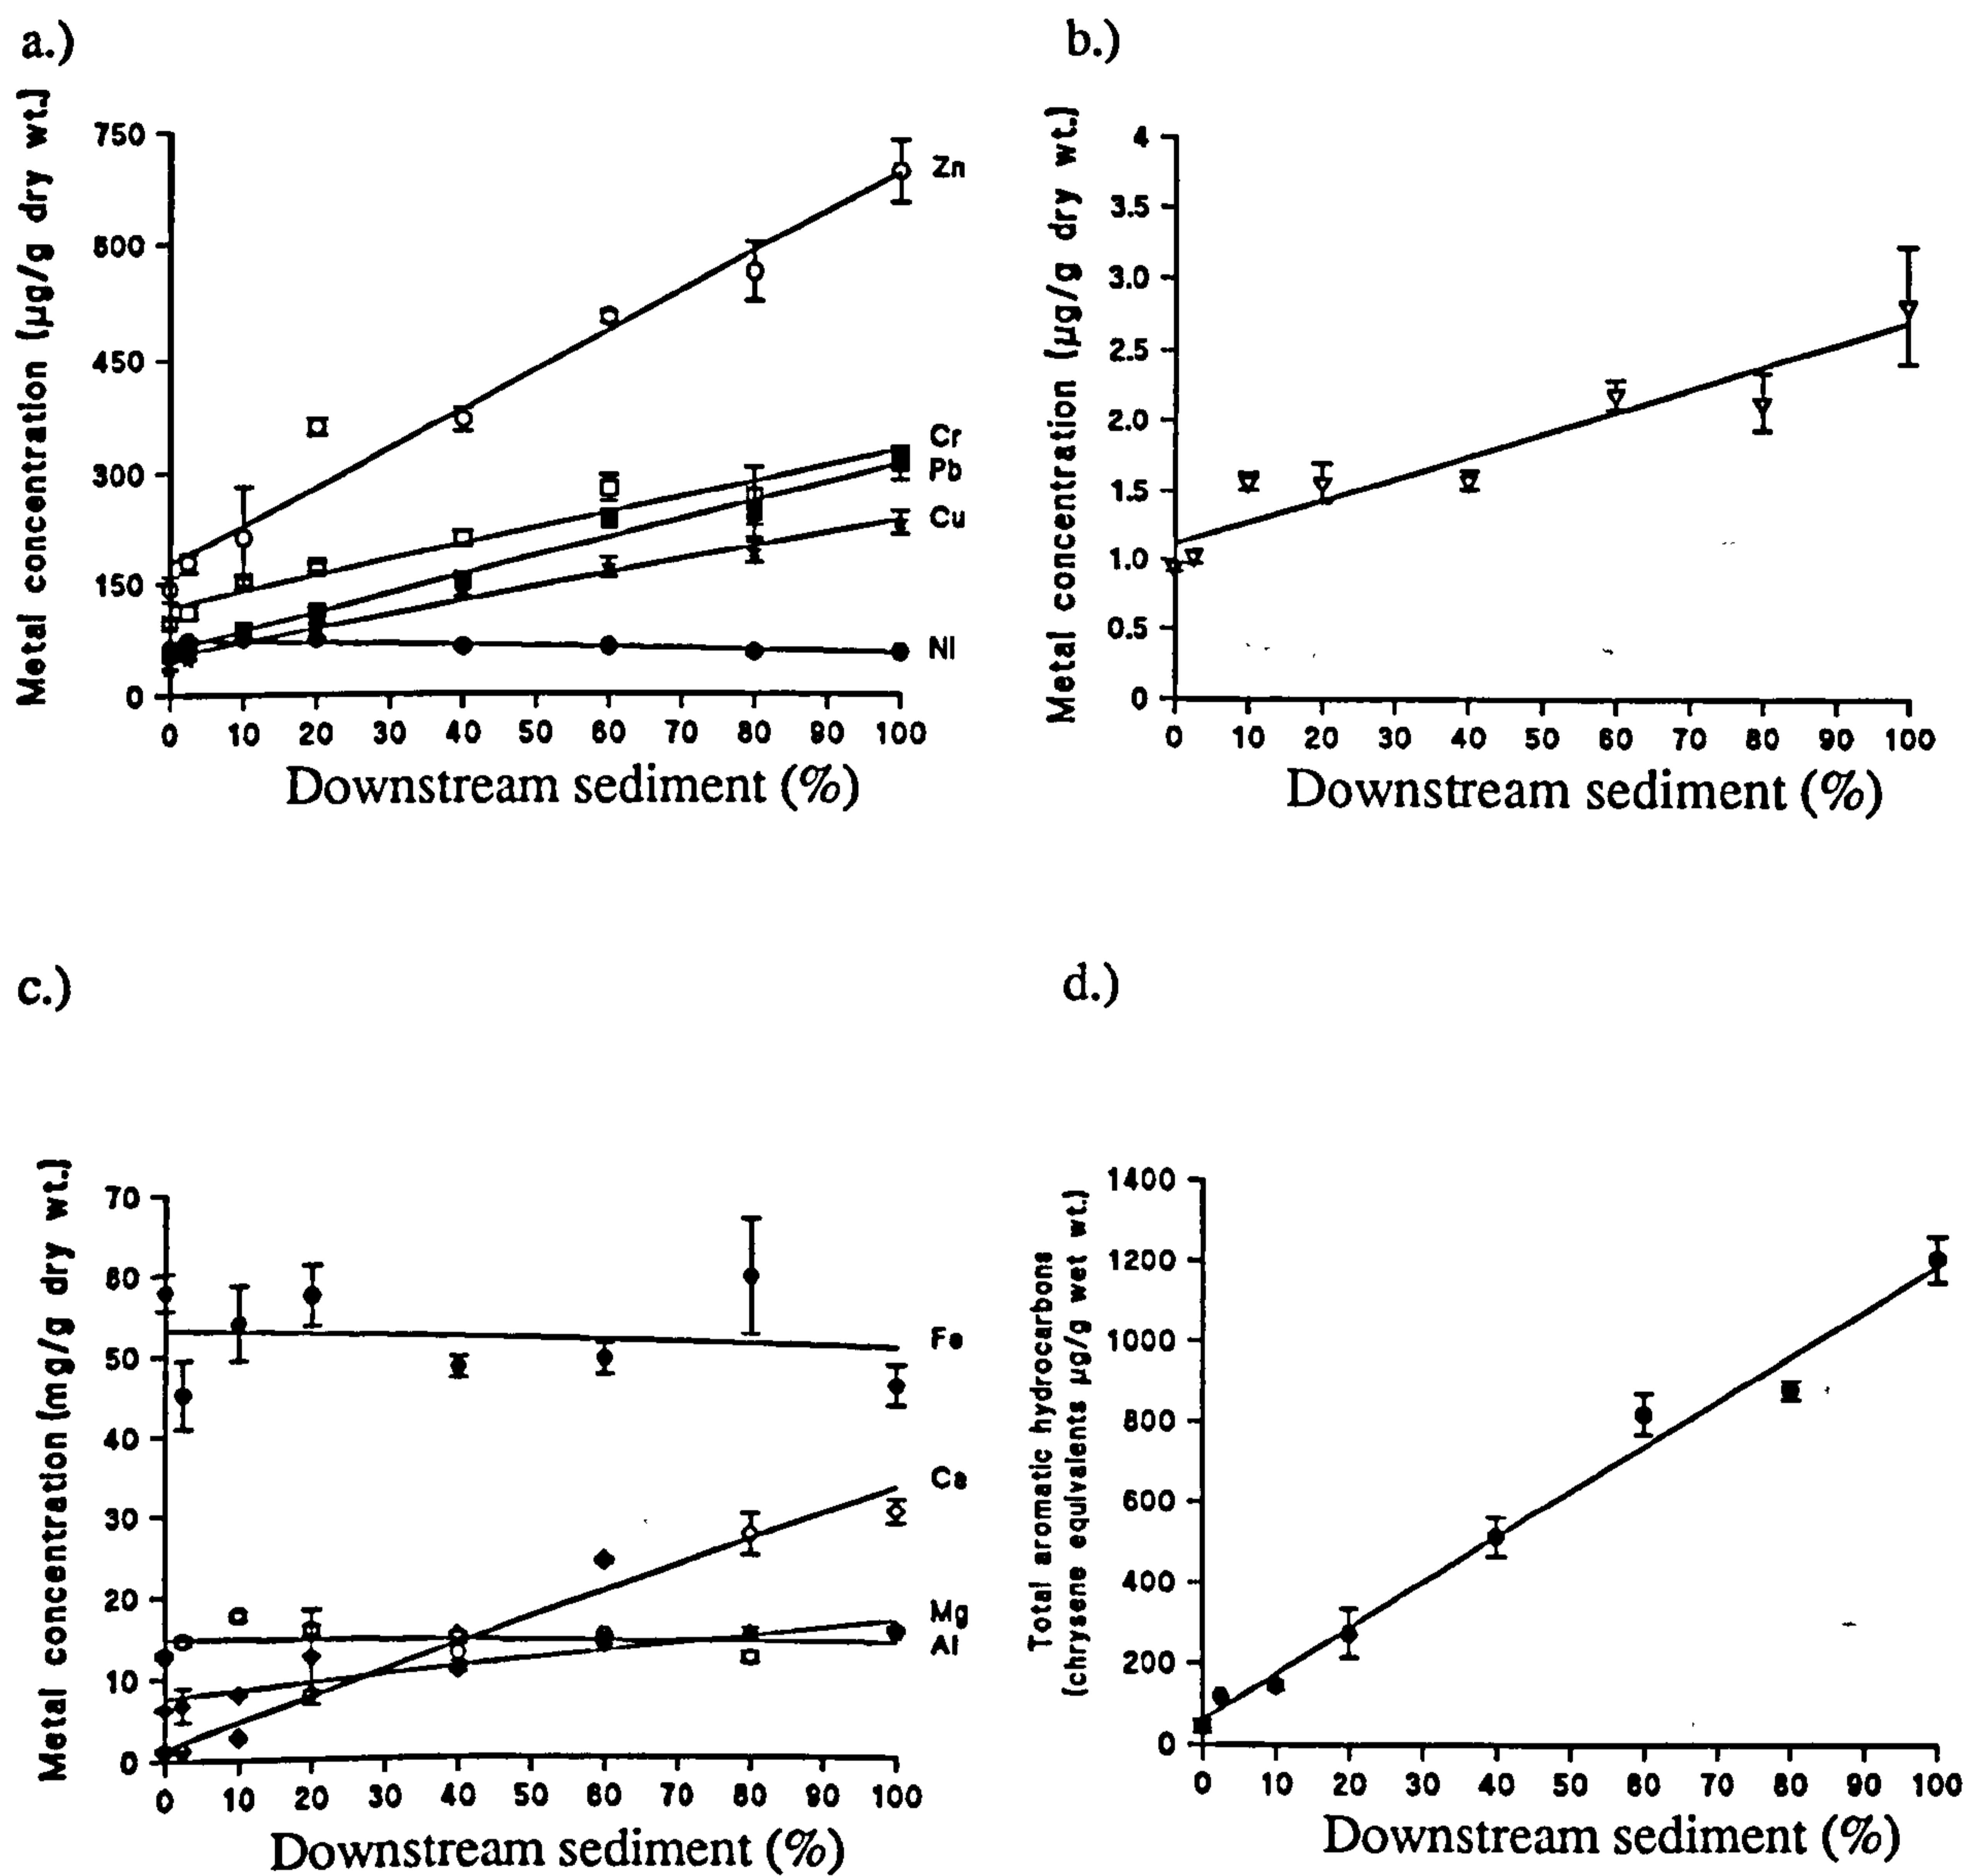 a.)
Metal concentration (µg/g dry wt.)
750
600
450
300
150
0
Zn
Cr
Pb
Cu
Ni
0 10 20 30 40 50 60 70 80 90 100
Downstream sediment (%)
b.)
Metal concentration (µg/g dry wt.)
4
3.5
3.0
2.5
2.0
1.5
1.0
0.5
0
0 10 20 30 40 50 60 70 80 90 100
Downstream sediment (%)
c.)
Metal concentration (mg/g dry wt.)
70
60
50
40
30
20
10
0
Fe
Ca
Mg
Al
0 10 20 30 40 50 60 70 80 90 100
Downstream sediment (%)
d.)
Total aromatic hydrocarbons
(chrysene equivalents µg/g wet wt.)
1400
1200
1000
800
600
400
200
0
0 10 20 30 40 50 60 70 80 90 100
Downstream sediment (%)